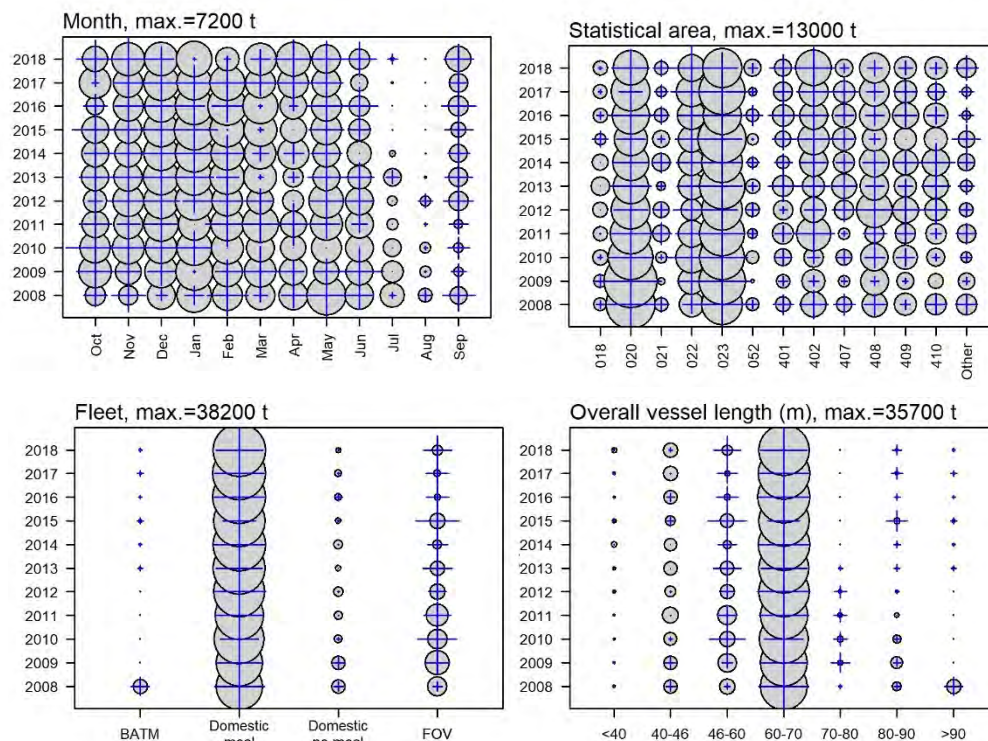 Month, max.=7200 t
2018
2017
2016
2015
2014
2013
2012
2011
2010
2009
2008
Oct
Nov
Dec
Jan
Feb
Mar
Apr
May
Jun
Jul
Aug
Sep
Statistical area, max.=13000 t
2018
2017
2016
2015
2014
2013
2012
2011
2010
2009
2008
018
020
021
022
023
052
401
402
407
408
409
410
Other
Fleet, max.=38200 t
2018
2017
2016
2015
2014
2013
2012
2011
2010
2009
2008
BATM
Domestic
meal
Domestic
no meal
FOV
Overall vessel length (m), max.=35700 t
2018
2017
2016
2015
2014
2013
2012
2011
2010
2009
2008
<40
40-46
46-60
60-70
70-80
80-90
>90